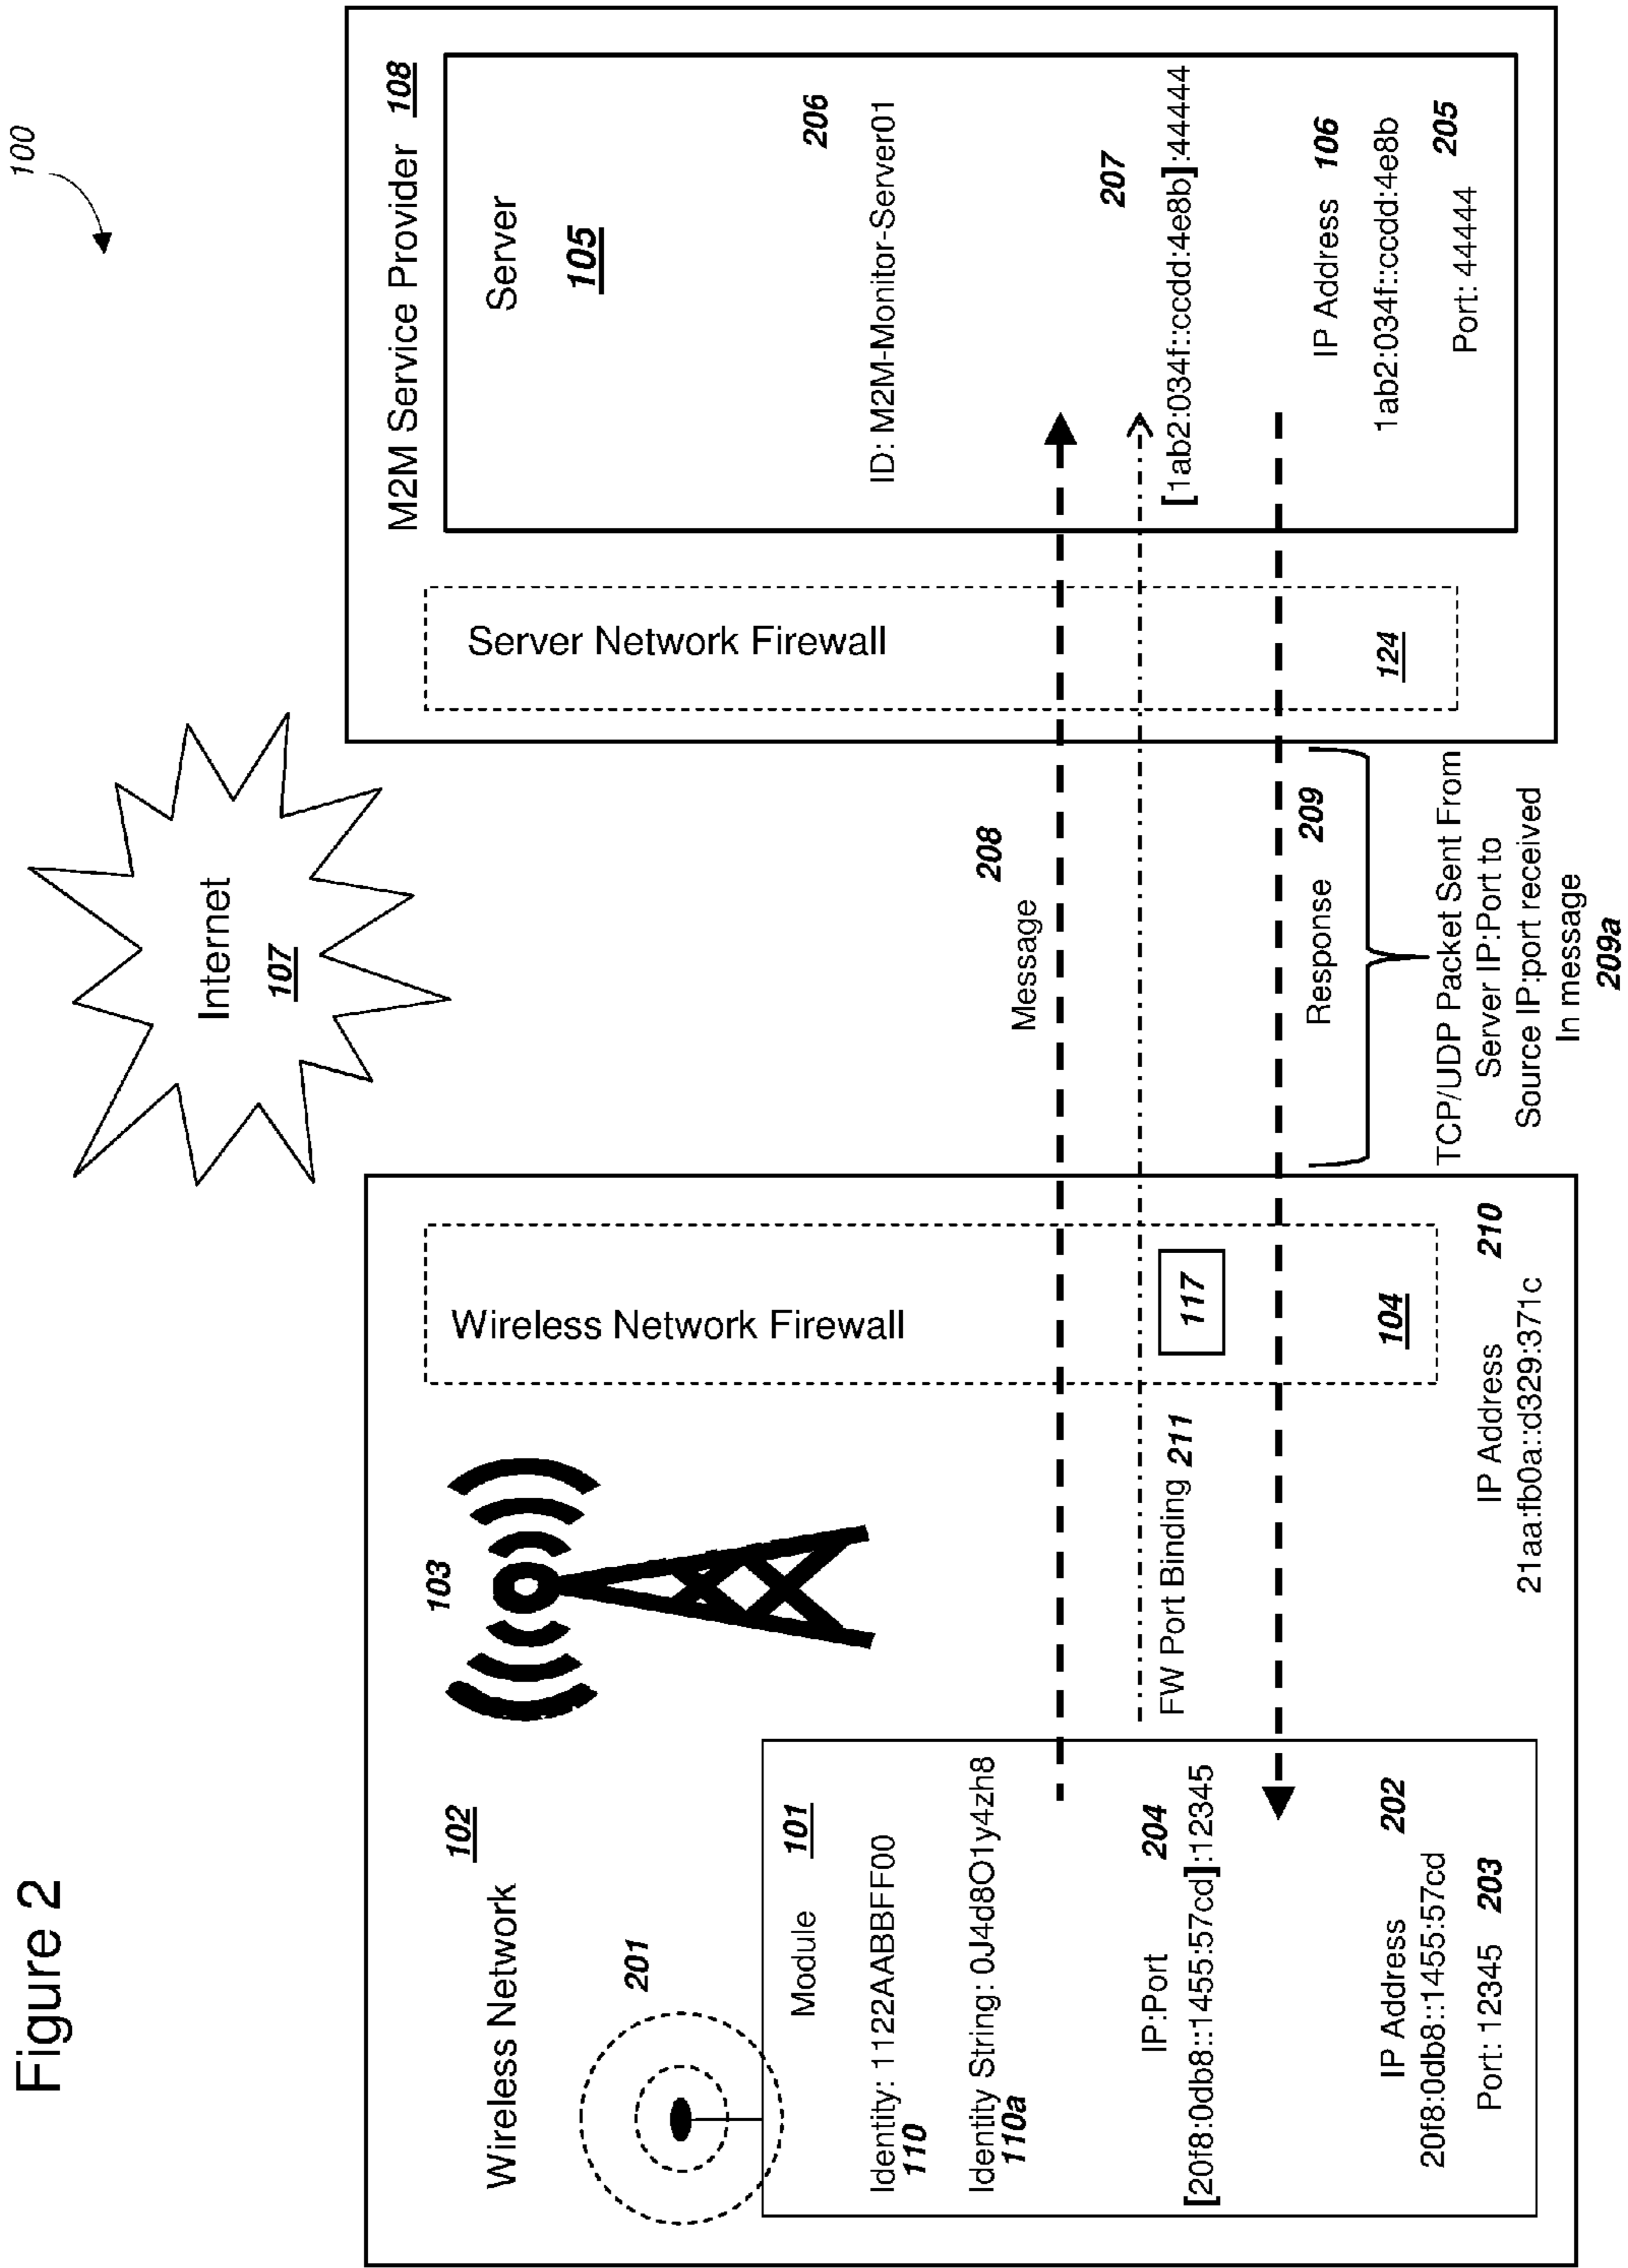 Figure 2
100
Wireless Network
102
201
103
Module
101
Identity: 1122AABBFF00
110
Identity String: 0J4d8O1y4zh8
110a
IP:Port
204
[20f8:0db8::1455:57cd]:12345
IP Address
202
20f8:0db8::1455:57cd
Port: 12345 203
Wireless Network Firewall
FW Port Binding 211
117
104
IP Address
210
21aa:fb0a::d329:371c
Internet
107
208
Message
Response 209
TCP/UDP Packet Sent From
Server IP:Port to
Source IP:port received
In message
209a
M2M Service Provider 108
Server Network Firewall
124
Server
105
206
ID: M2M-Monitor-Server01
207
[1ab2:034f::ccdd:4e8b]:44444
IP Address 106
1ab2:034f::ccdd:4e8b
Port: 44444
205